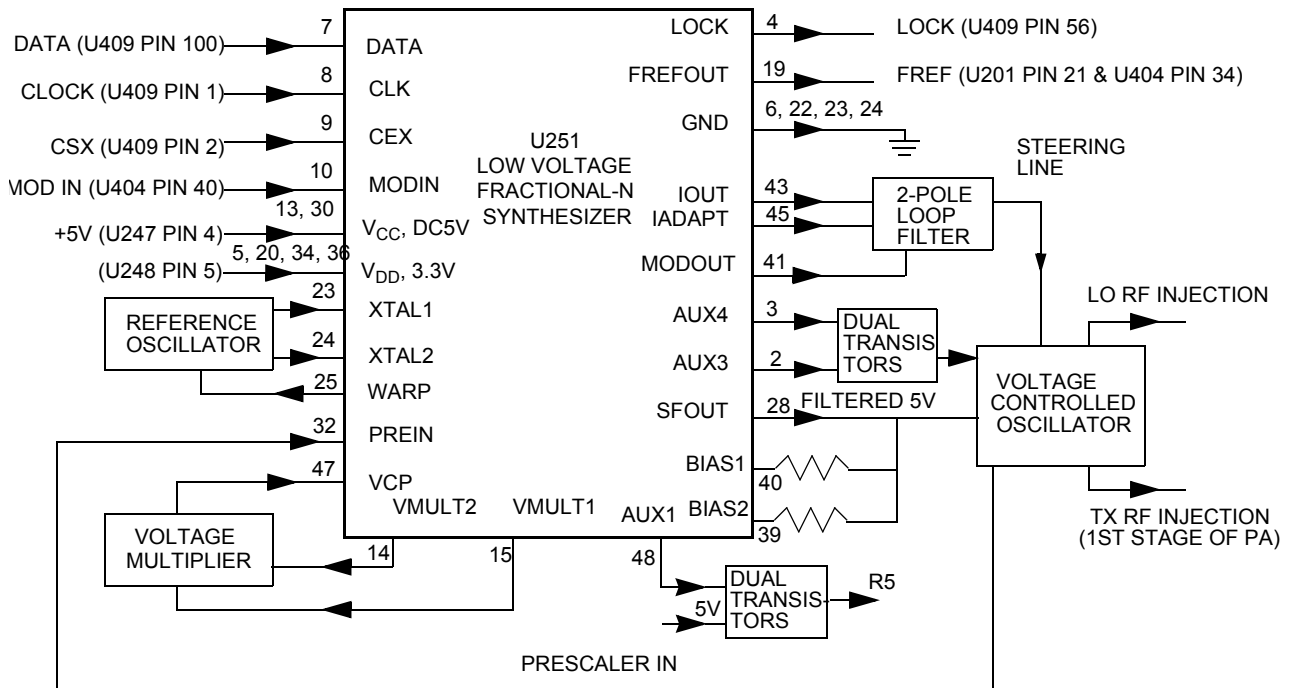 DATA (U409 PIN 100)
7
DATA
CLOCK (U409 PIN 1)
8
CLK
CSX (U409 PIN 2)
9
CEX
MOD IN (U404 PIN 40)
10
MODIN
+5V (U247 PIN 4)
13, 30
VCC, DC5V
(U248 PIN 5)
5, 20, 34, 36
VDD, 3.3V
REFERENCE
OSCILLATOR
23
XTAL1
24
XTAL2
25
WARP
32
PREIN
47
VCP
VOLTAGE
MULTIPLIER
VMULT2
14
VMULT1
15
AUX1
48
U251
LOW VOLTAGE
FRACTIONAL-N
SYNTHESIZER
LOCK
4
LOCK (U409 PIN 56)
FREFOUT
19
FREF (U201 PIN 21 & U404 PIN 34)
GND
6, 22, 23, 24
IOUT
43
IADAPT
45
2-POLE
LOOP
FILTER
STEERING
LINE
MODOUT
41
AUX4
3
AUX3
2
DUAL
TRANSIS
TORS
SFOUT
28
FILTERED 5V
BIAS1
40
BIAS2
39
LO RF INJECTION
VOLTAGE
CONTROLLED
OSCILLATOR
TX RF INJECTION
(1ST STAGE OF PA)
5V
DUAL
TRANSIS-
TORS
R5
PRESCALER IN